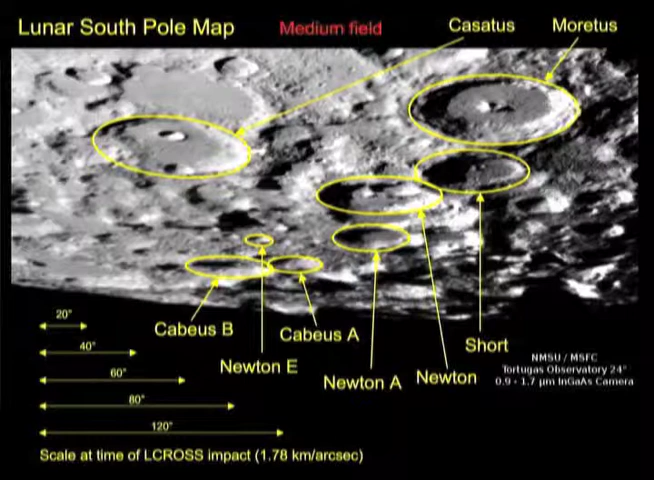 Lunar South Pole Map
Medium field
Casatus
Moretus
20"
40"
60"
80"
120"
Cabeus B
Newton E
Cabeus A
Newton A
Newton
Short
NMSU / MSFC
Tortugas Observatory 24"
0.9 - 1.7 µm InGaAs Camera
Scale at time of LCROSS impact (1.78 km/arcsec)